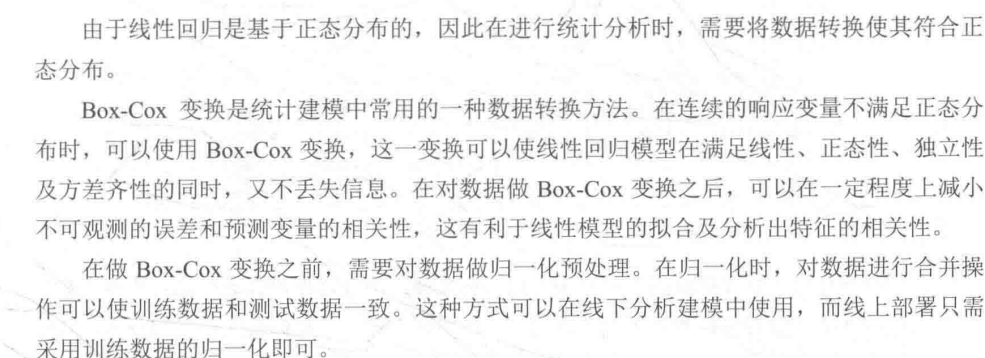 由于线性回归是基于正态分布的，因此在进行统计分析时，需要将数据转换使其符合正
态分布。
Box-Cox 变换是统计建模中常用的一种数据转换方法。在连续的响应变量不满足正态分
布时，可以使用 Box-Cox 变换，这一变换可以使线性回归模型在满足线性、正态性、独立性
及方差齐性的同时，又不丢失信息。在对数据做 Box-Cox 变换之后，可以在一定程度上减小
不可观测的误差和预测变量的相关性，这有利于线性模型的拟合及分析出特征的相关性。
在做 Box-Cox 变换之前，需要对数据做归一化预处理。在归一化时，对数据进行合并操
作可以使训练数据和测试数据一致。这种方式可以在线下分析建模中使用，而线上部署只需
采用训练数据的归一化即可。